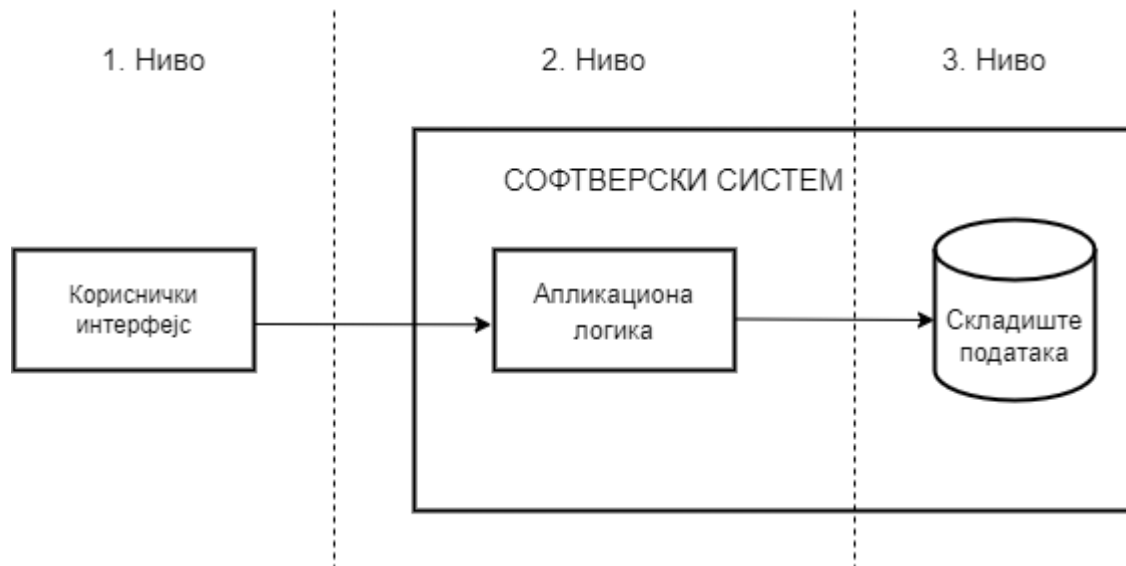 1. Ниво
2. Ниво
3. Ниво
СОФТВЕРСКИ СИСТЕМ
Кориснички
интерфејс
Апликациона
логика
Складиште
података